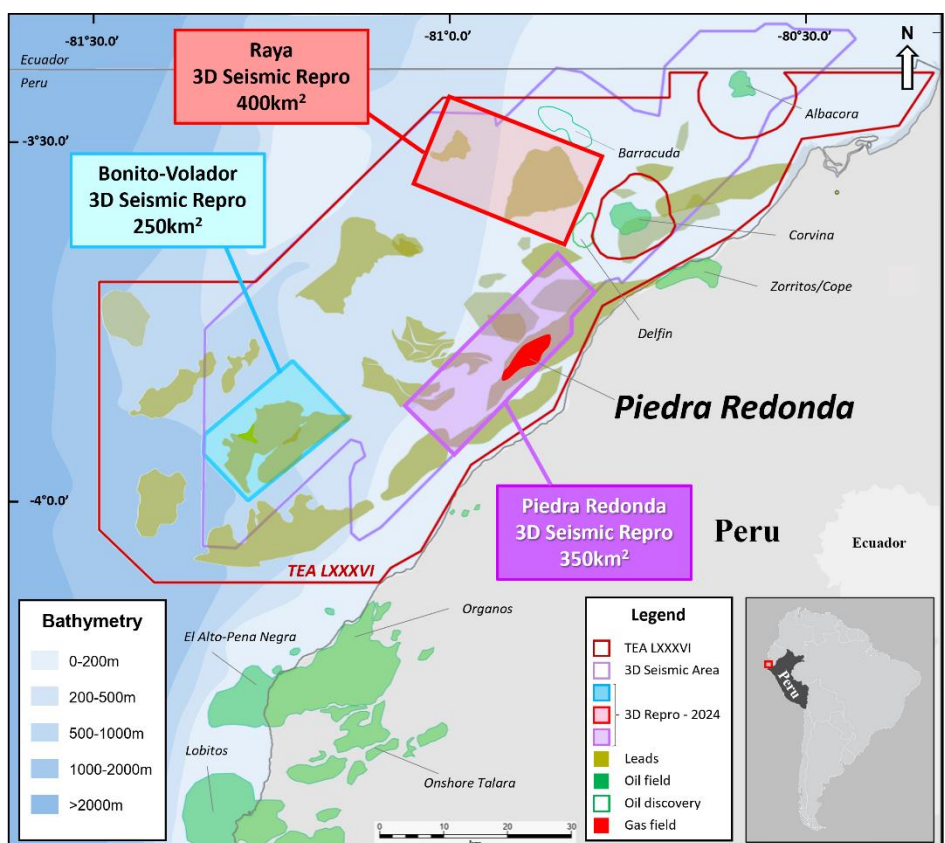 -81°30.0'
-81°0.0'
-80°30.0'
Ecuador
Peru
N
Raya
3D Seismic Repro
400km²
Albacora
-3°30.0'
Barracuda
Bonito-Volador
3D Seismic Repro
250km²
Corvina
Zorritos/Cope
Delfin
Piedra Redonda
-4°0.0'
Piedra Redonda
3D Seismic Repro
350km²
Peru
Ecuador
TEA LXXXVI
Bathymetry
0-200m
200-500m
500-1000m
1000-2000m
>2000m
Organos
El Alto-Pena Negra
Lobitos
Onshore Talara
0 10 20 30
km
Legend
TEA LXXXVI
3D Seismic Area
3D Repro - 2024
Leads
Oil field
Oil discovery
Gas field
Peru